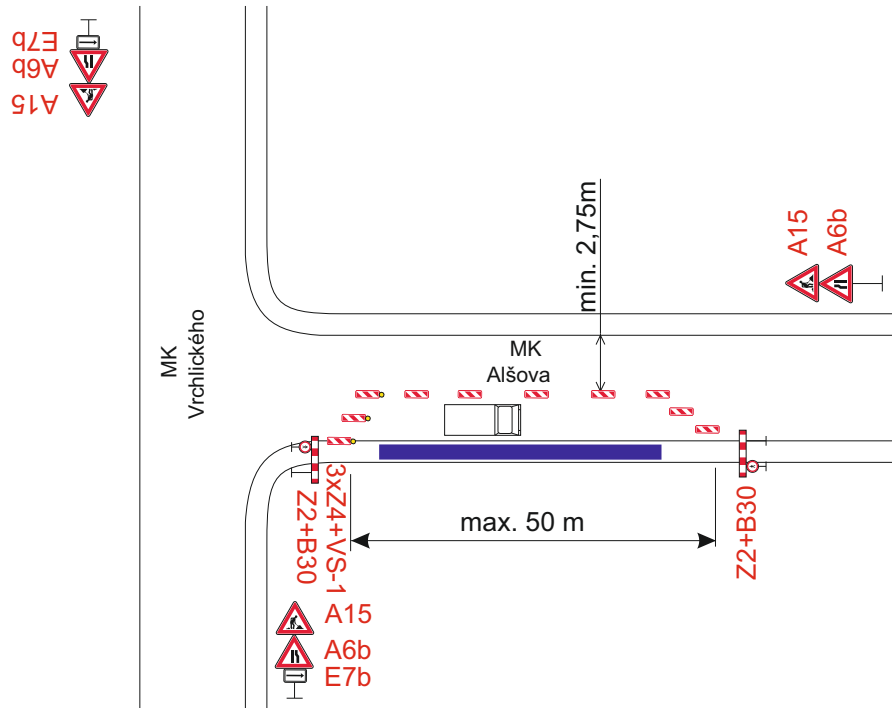 E7b
A6b
A15
min. 2,75m
A15
A6b
MK
Vrchlického
MK
Alšova
Z2+B30
3xZ4+VS-1
max. 50 m
Z2+B30
A15
A6b
E7b